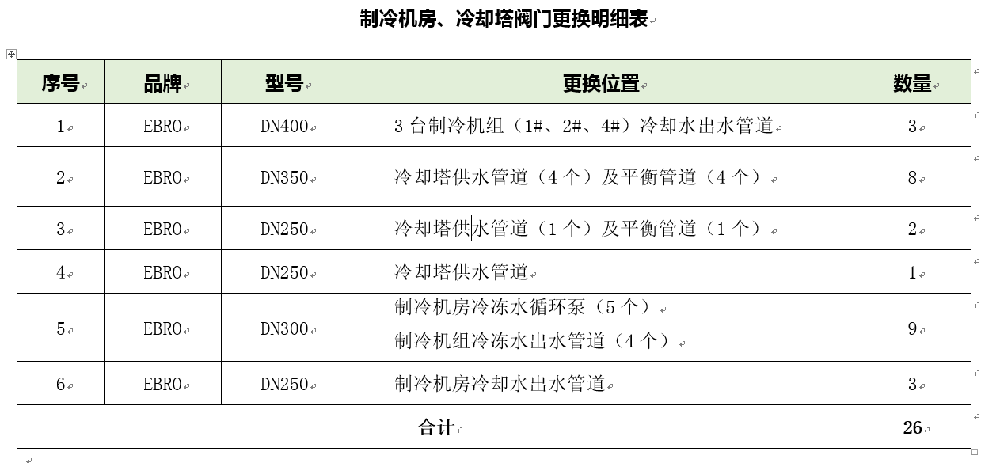 制冷机房、冷却塔阀门更换明细表
序号 品牌 型号 更换位置 数量
1 EBRO DN400 3台制冷机组（1#、2#、4#）冷却水出水管道 3
2 EBRO DN350 冷却塔供水管道（4个）及平衡管道（4个） 8
3 EBRO DN250 冷却塔供水管道（1个）及平衡管道（1个） 2
4 EBRO DN250 冷却塔供水管道 1
5 EBRO DN300 制冷机房冷冻水循环泵（5个）
制冷机组冷冻水出水管道（4个） 9
6 EBRO DN250 制冷机房冷却水出水管道 3
合计 26